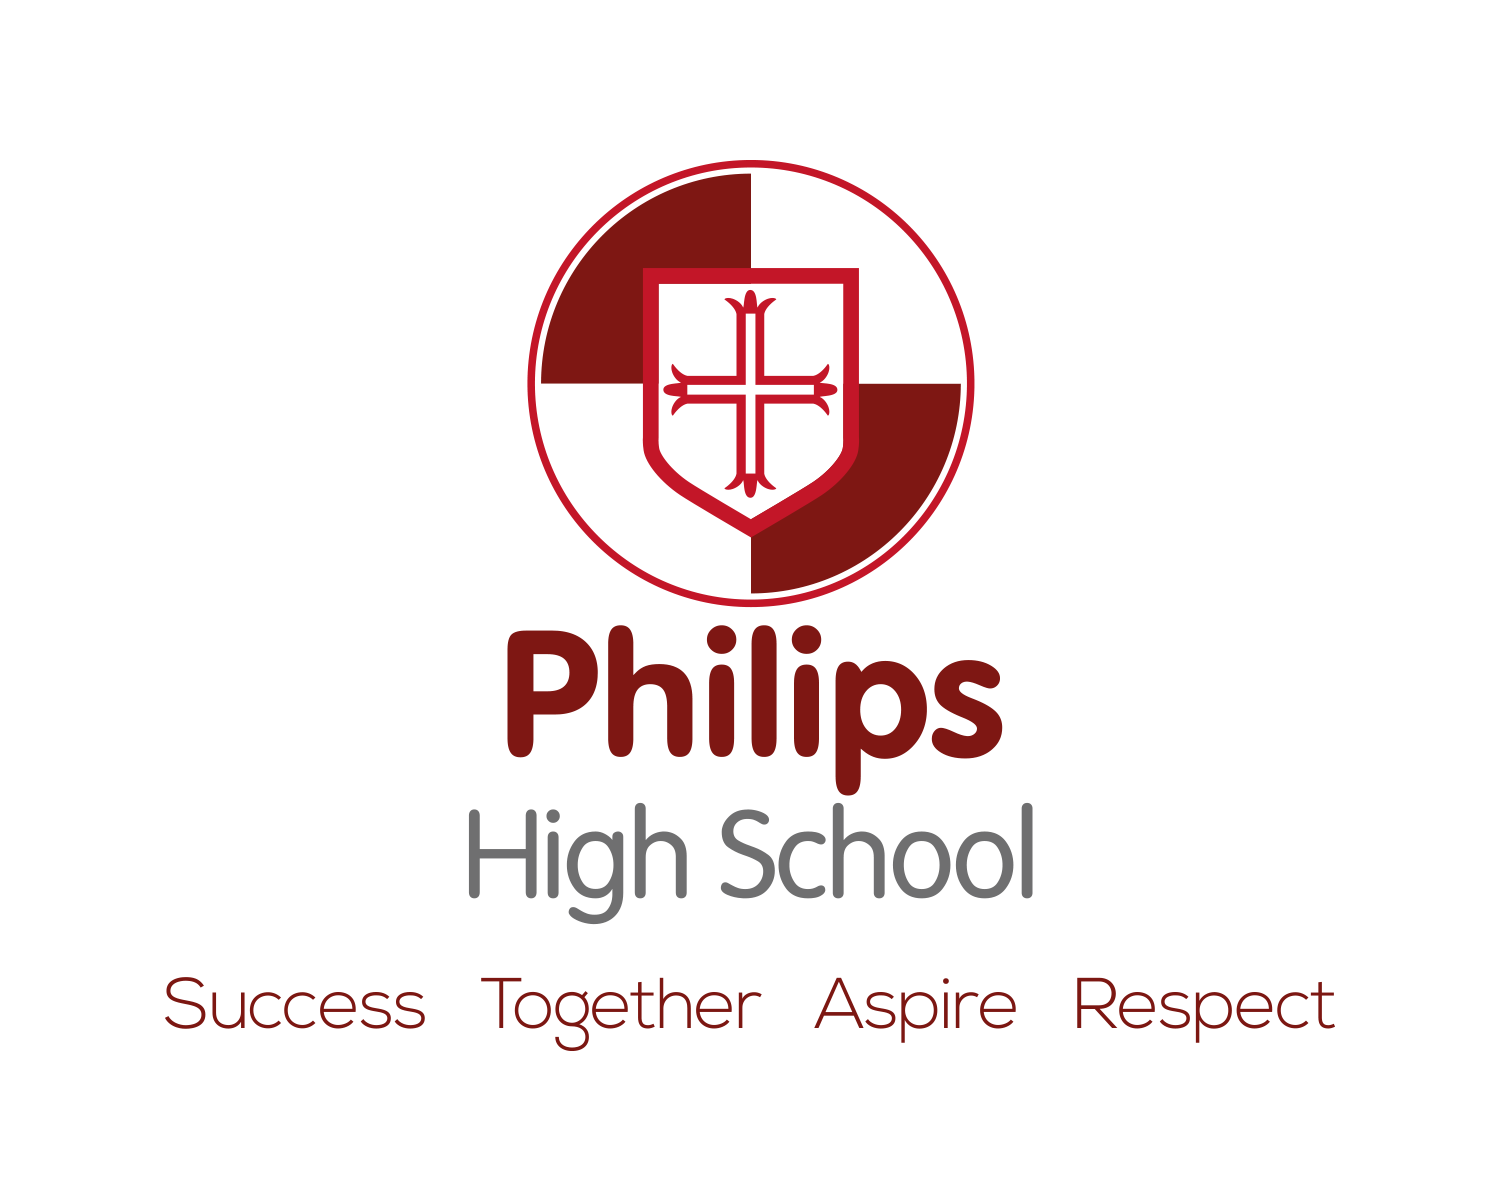 Philips
High School
Success Together Aspire Respect